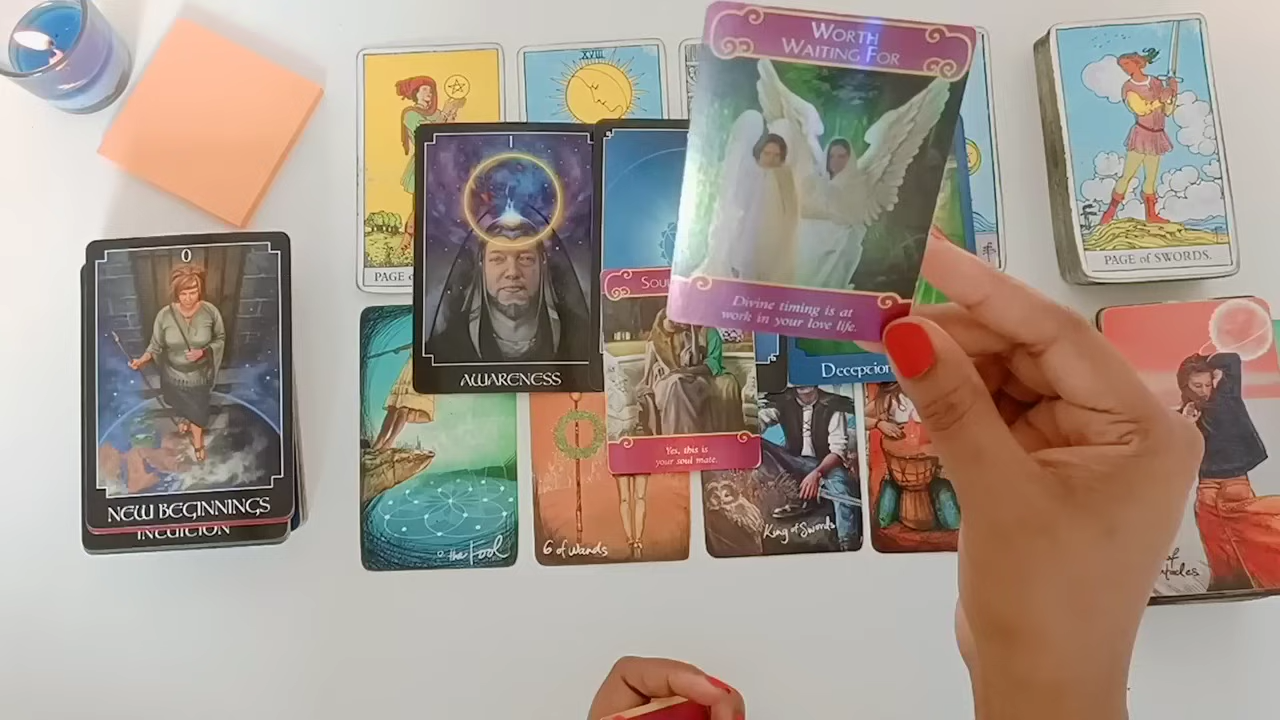 WORTH
WAITING FOR
Divine timing is at
work in your love life.
XVIII
PAGE
PAGE of SWORDS.
I
AWARENESS
Yes, this is
your soul mate.
0
NEW BEGINNINGS
INTUITION
0 the Fool
6 of Wands
King of Swords